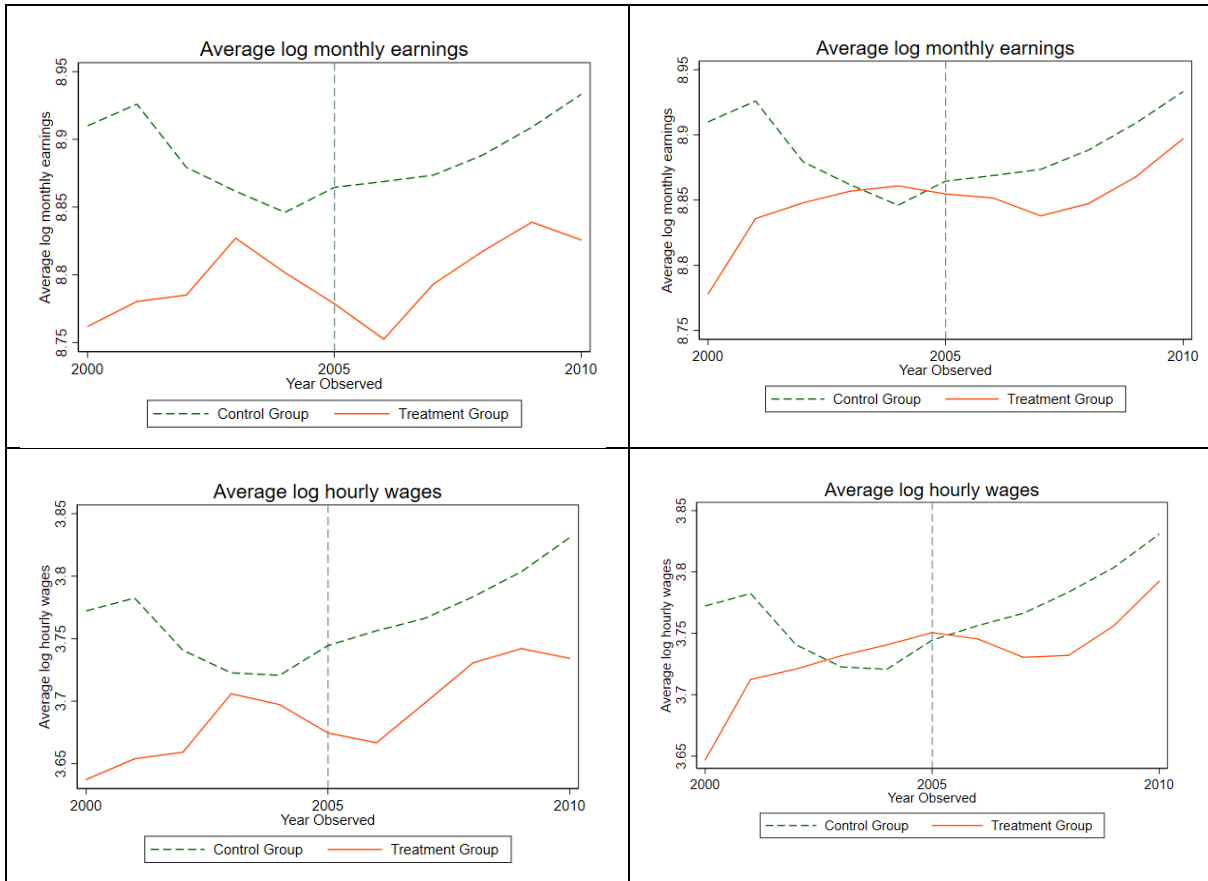 Average log monthly earnings
Average log monthly earnings
8.95
8.9
8.85
8.8
8.75
2000
2005
2010
Year Observed
Control Group
Treatment Group
Average log monthly earnings
Average log monthly earnings
8.95
8.9
8.85
8.8
8.75
2000
2005
2010
Year Observed
Control Group
Treatment Group
Average log hourly wages
Average log hourly wages
3.85
3.8
3.75
3.7
3.65
2000
2005
2010
Year Observed
Control Group
Treatment Group
Average log hourly wages
Average log hourly wages
3.85
3.8
3.75
3.7
3.65
2000
2005
2010
Year Observed
Control Group
Treatment Group